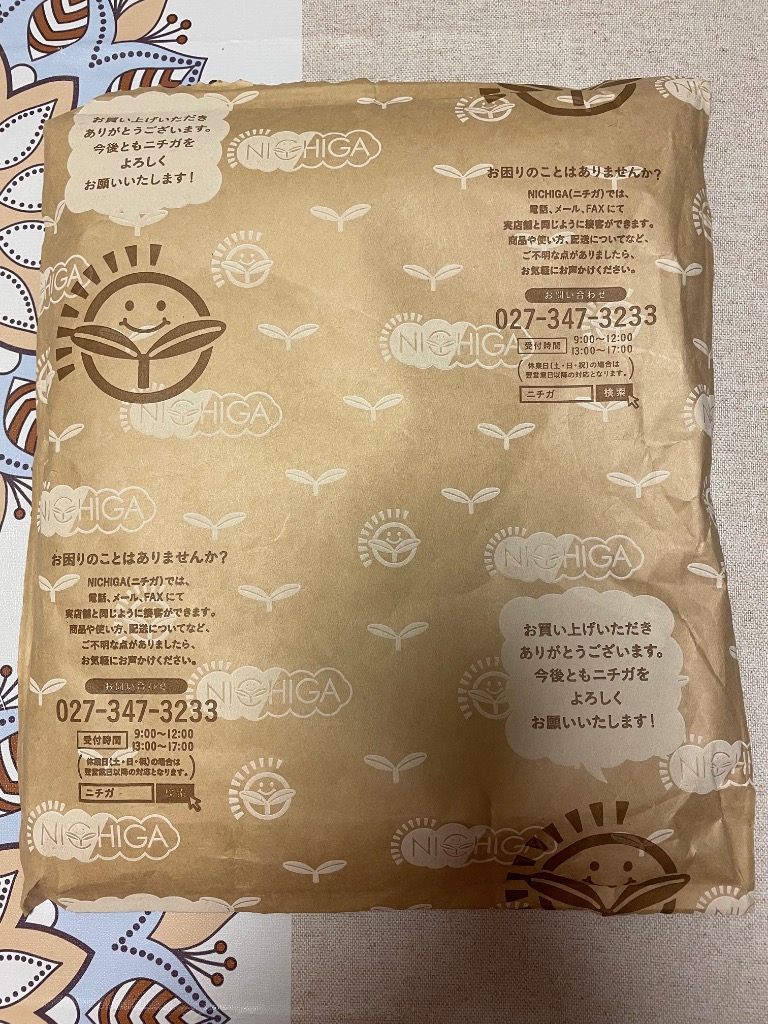 お買い上げいただき
ありがとうございます。
今後ともニチガを
よろしく
お願いいたします!
NICHIGA
NICHIGA
お困りのことはありませんか?
NICHIGA(ニチガ)では、
電話、メール、FAXにて
実店舗と同じように接客ができます。
商品や使い方、配送についてなど、
ご不明な点がありましたら、
お気軽にお声かけください。
お問い合わせ
027-347-3233
受付時間 9:00〜12:00
13:00〜17:00
(休業日(土・日・祝)の場合は
翌営業日以降の対応となります。)
ニチガ 検索
NICHIGA
NICHIGA
NICHIGA
NICHIGA
お困りのことはありませんか?
NICHIGA(ニチガ)では、
電話、メール、FAXにて
実店舗と同じように接客ができます。
商品や使い方、配送についてなど、
ご不明な点がありましたら、
お気軽にお声かけください。
お問い合わせ
027-347-3233
受付時間 9:00〜12:00
13:00〜17:00
(休業日(土・日・祝)の場合は
翌営業日以降の対応となります。)
ニチガ 検索
お買い上げいただき
ありがとうございます。
今後ともニチガを
よろしく
お願いいたします!
NICHIGA
NICHIGA
NICHIGA